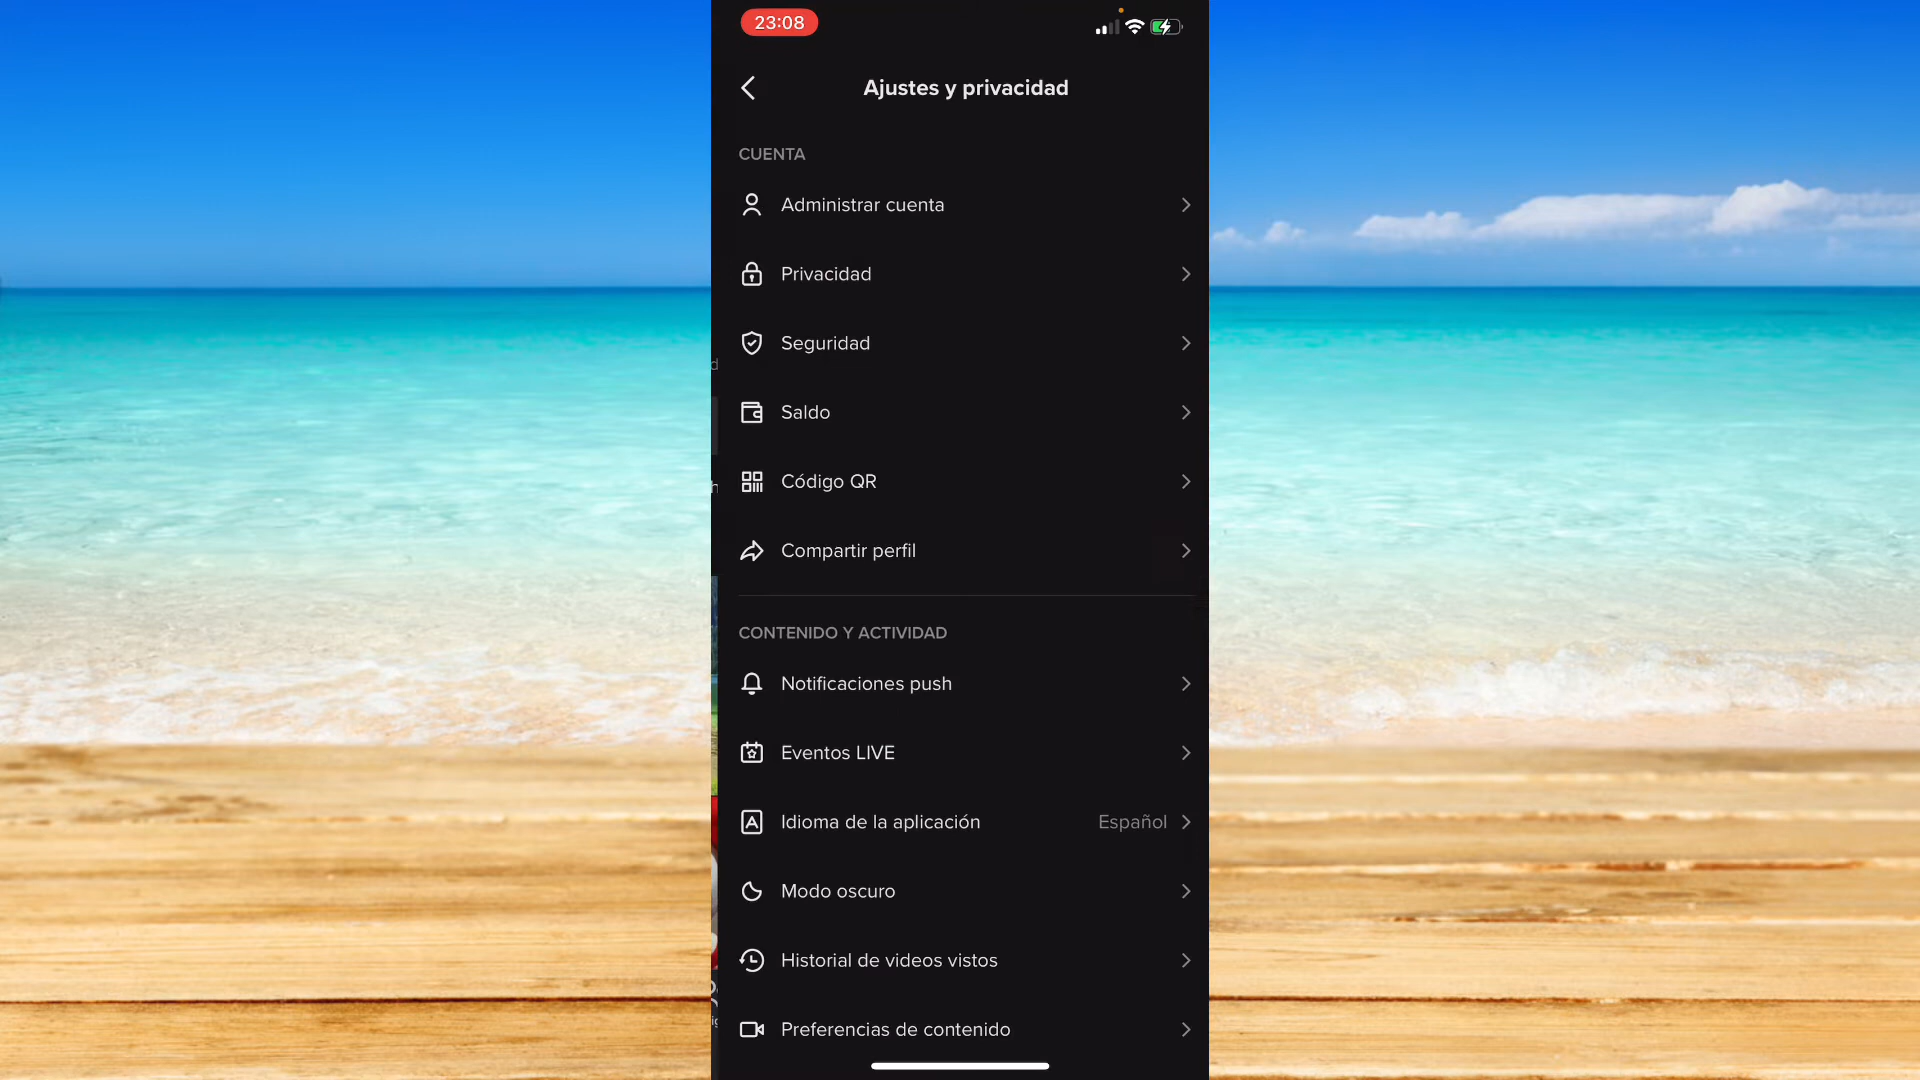 23:08
Ajustes y privacidad
CUENTA
Administrar cuenta
Privacidad
Seguridad
Saldo
Código QR
Compartir perfil
CONTENIDO Y ACTIVIDAD
Notificaciones push
Eventos LIVE
Idioma de la aplicación Español
Modo oscuro
Historial de videos vistos
Preferencias de contenido